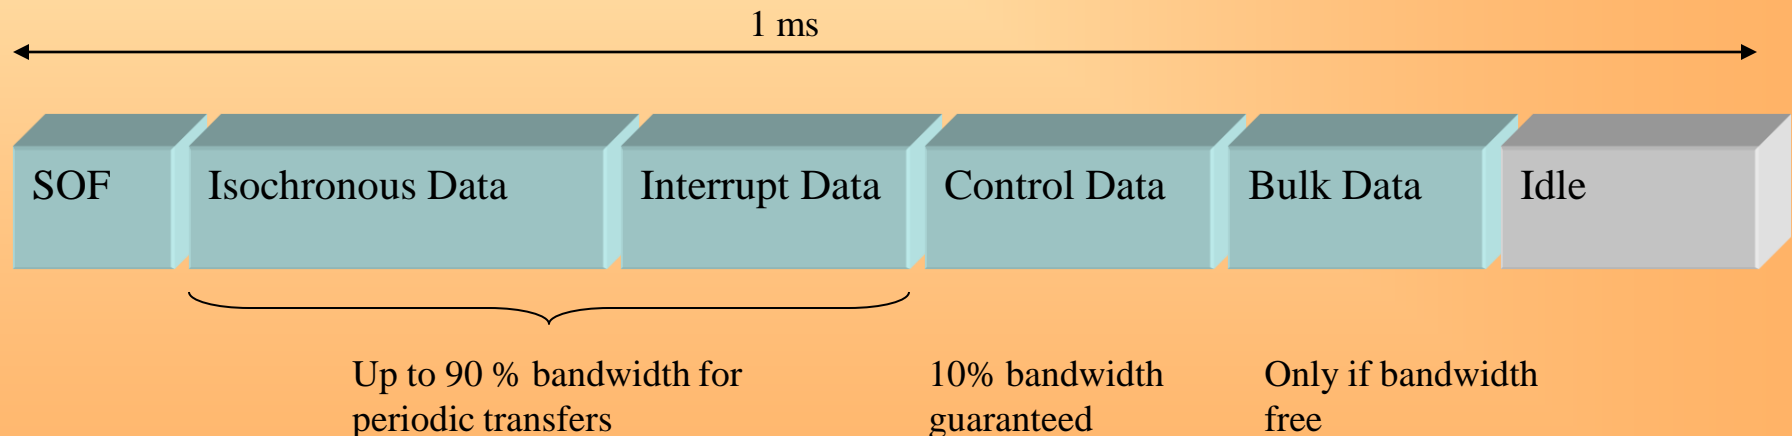 1 ms
SOF
Isochronous Data
Interrupt Data
Control Data
Bulk Data
Idle
Up to 90 % bandwidth for
periodic transfers
10% bandwidth
guaranteed
Only if bandwidth
free